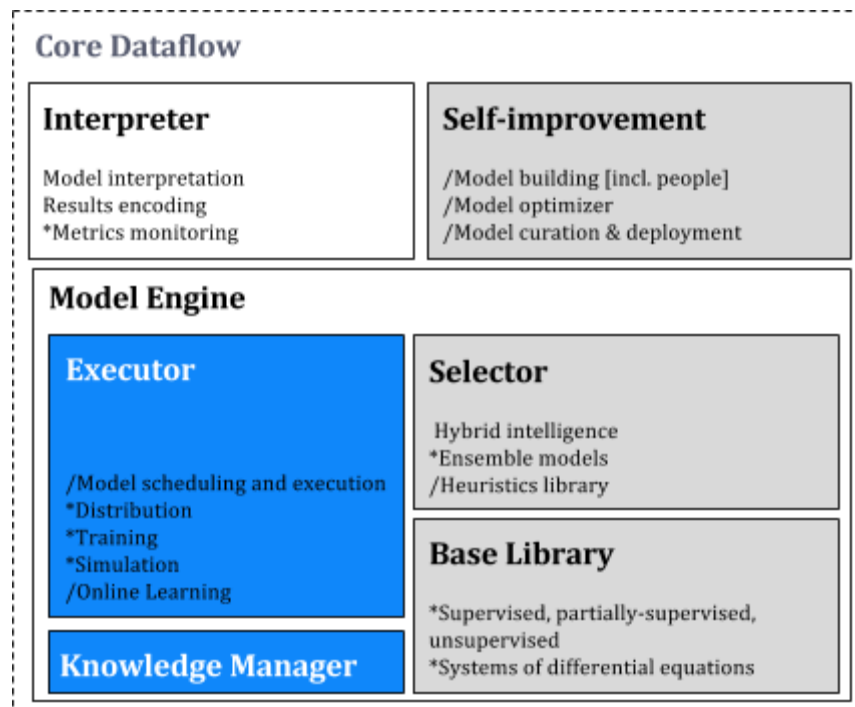 Core Dataflow
Interpreter
Model interpretation
Results encoding
*Metrics monitoring
Self-improvement
/Model building [incl. people]
/Model optimizer
/Model curation & deployment
Model Engine
Executor
/Model scheduling and execution
*Distribution
*Training
*Simulation
/Online Learning
Knowledge Manager
Selector
Hybrid intelligence
*Ensemble models
/Heuristics library
Base Library
*Supervised, partially-supervised,
unsupervised
*Systems of differential equations